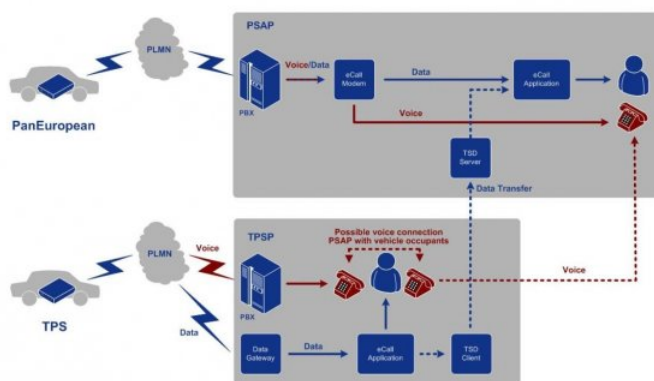 PSAP
PLMN
Voice/Data
eCall
Modem
Data
eCall
Application
PBX
PanEuropean
Voice
TSD
Server
Data Transfer
TPSP
Possible voice connection
PSAP with vehicle occupants
PLMN
Voice
Voice
PBX
TPS
Data
Data
Gateway
Data
eCall
Application
TSD
Client